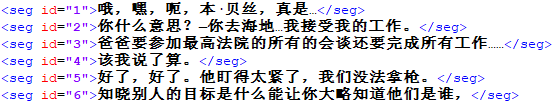 <seg id="1">哦，嘿，呃，本·贝丝，真是…</seg>
<seg id="2">你什么意思？—你去海地…我接受我的工作。</seg>
<seg id="3">爸爸要参加最高法院的所有的会谈还要完成所有工作……</seg>
<seg id="4">该我说了算。</seg>
<seg id="5">好了，好了。他盯得太紧了，我们没法拿枪。</seg>
<seg id="6">知晓别人的目标是什么能让你大略知道他们是谁，</seg>